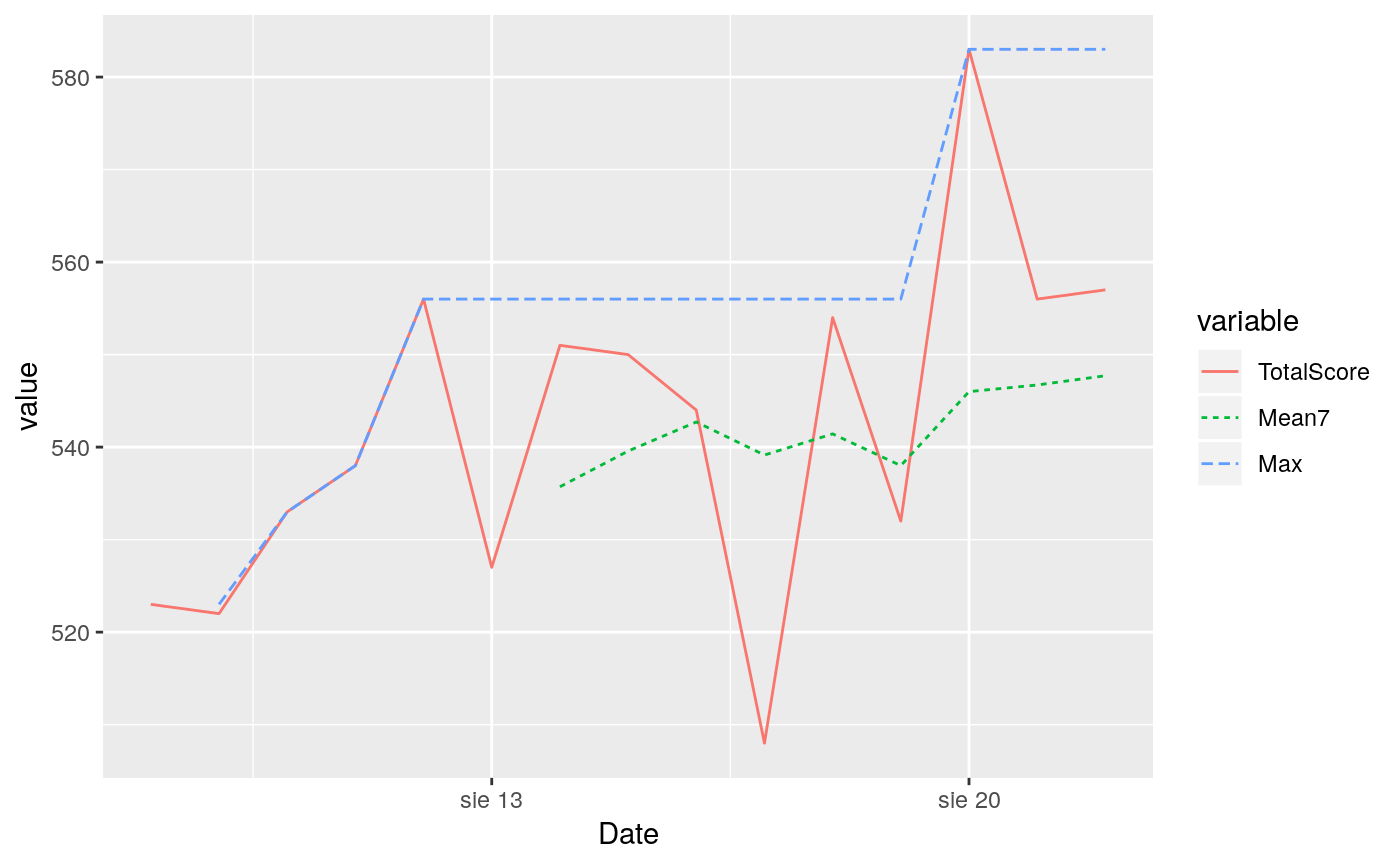 580
560
540
520
value
sie 13
sie 20
Date
variable
TotalScore
Mean7
Max